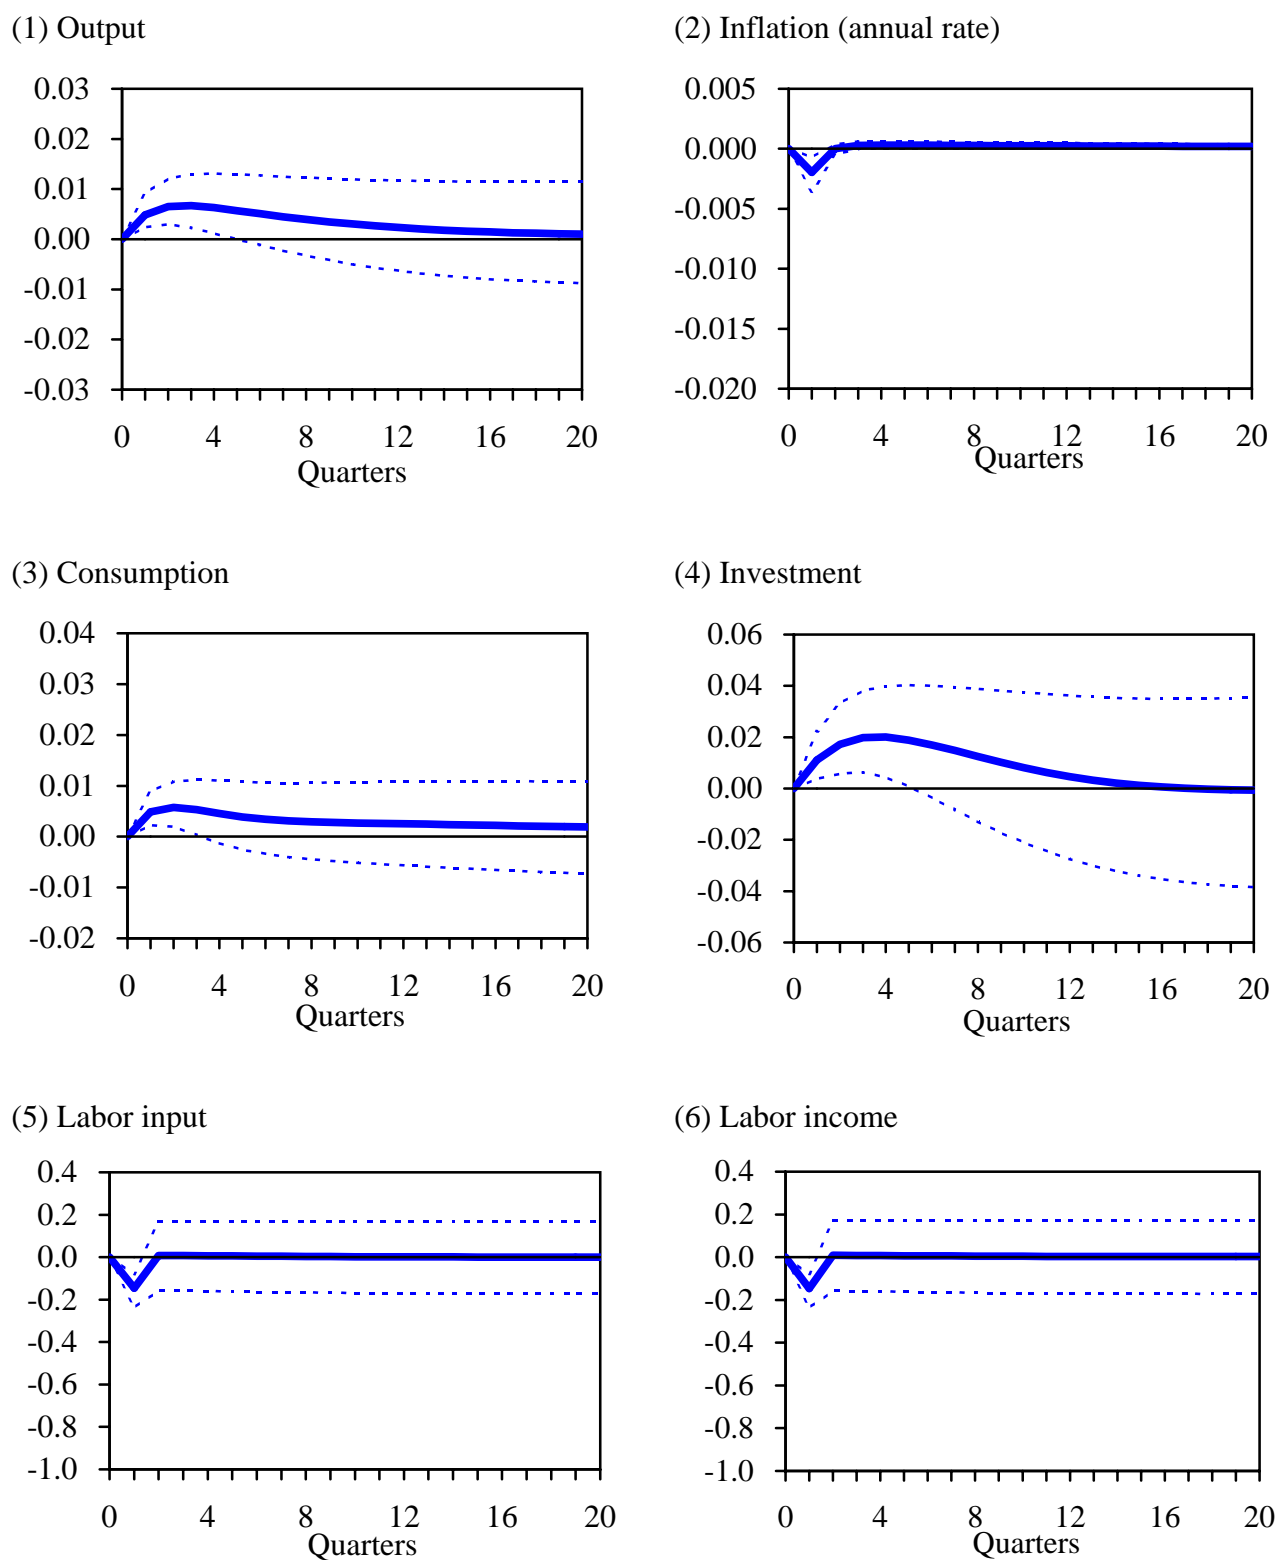 (1) Output
0.03
0.02
0.01
0.00
-0.01
-0.02
-0.03
0 4 8 12 16 20
Quarters
(2) Inflation (annual rate)
0.005
0.000
-0.005
-0.010
-0.015
-0.020
0 4 8 12 16 20
Quarters
(3) Consumption
0.04
0.03
0.02
0.01
0.00
-0.01
-0.02
0 4 8 12 16 20
Quarters
(4) Investment
0.06
0.04
0.02
0.00
-0.02
-0.04
-0.06
0 4 8 12 16 20
Quarters
(5) Labor input
0.4
0.2
0.0
-0.2
-0.4
-0.6
-0.8
-1.0
0 4 8 12 16 20
Quarters
(6) Labor income
0.4
0.2
0.0
-0.2
-0.4
-0.6
-0.8
-1.0
0 4 8 12 16 20
Quarters